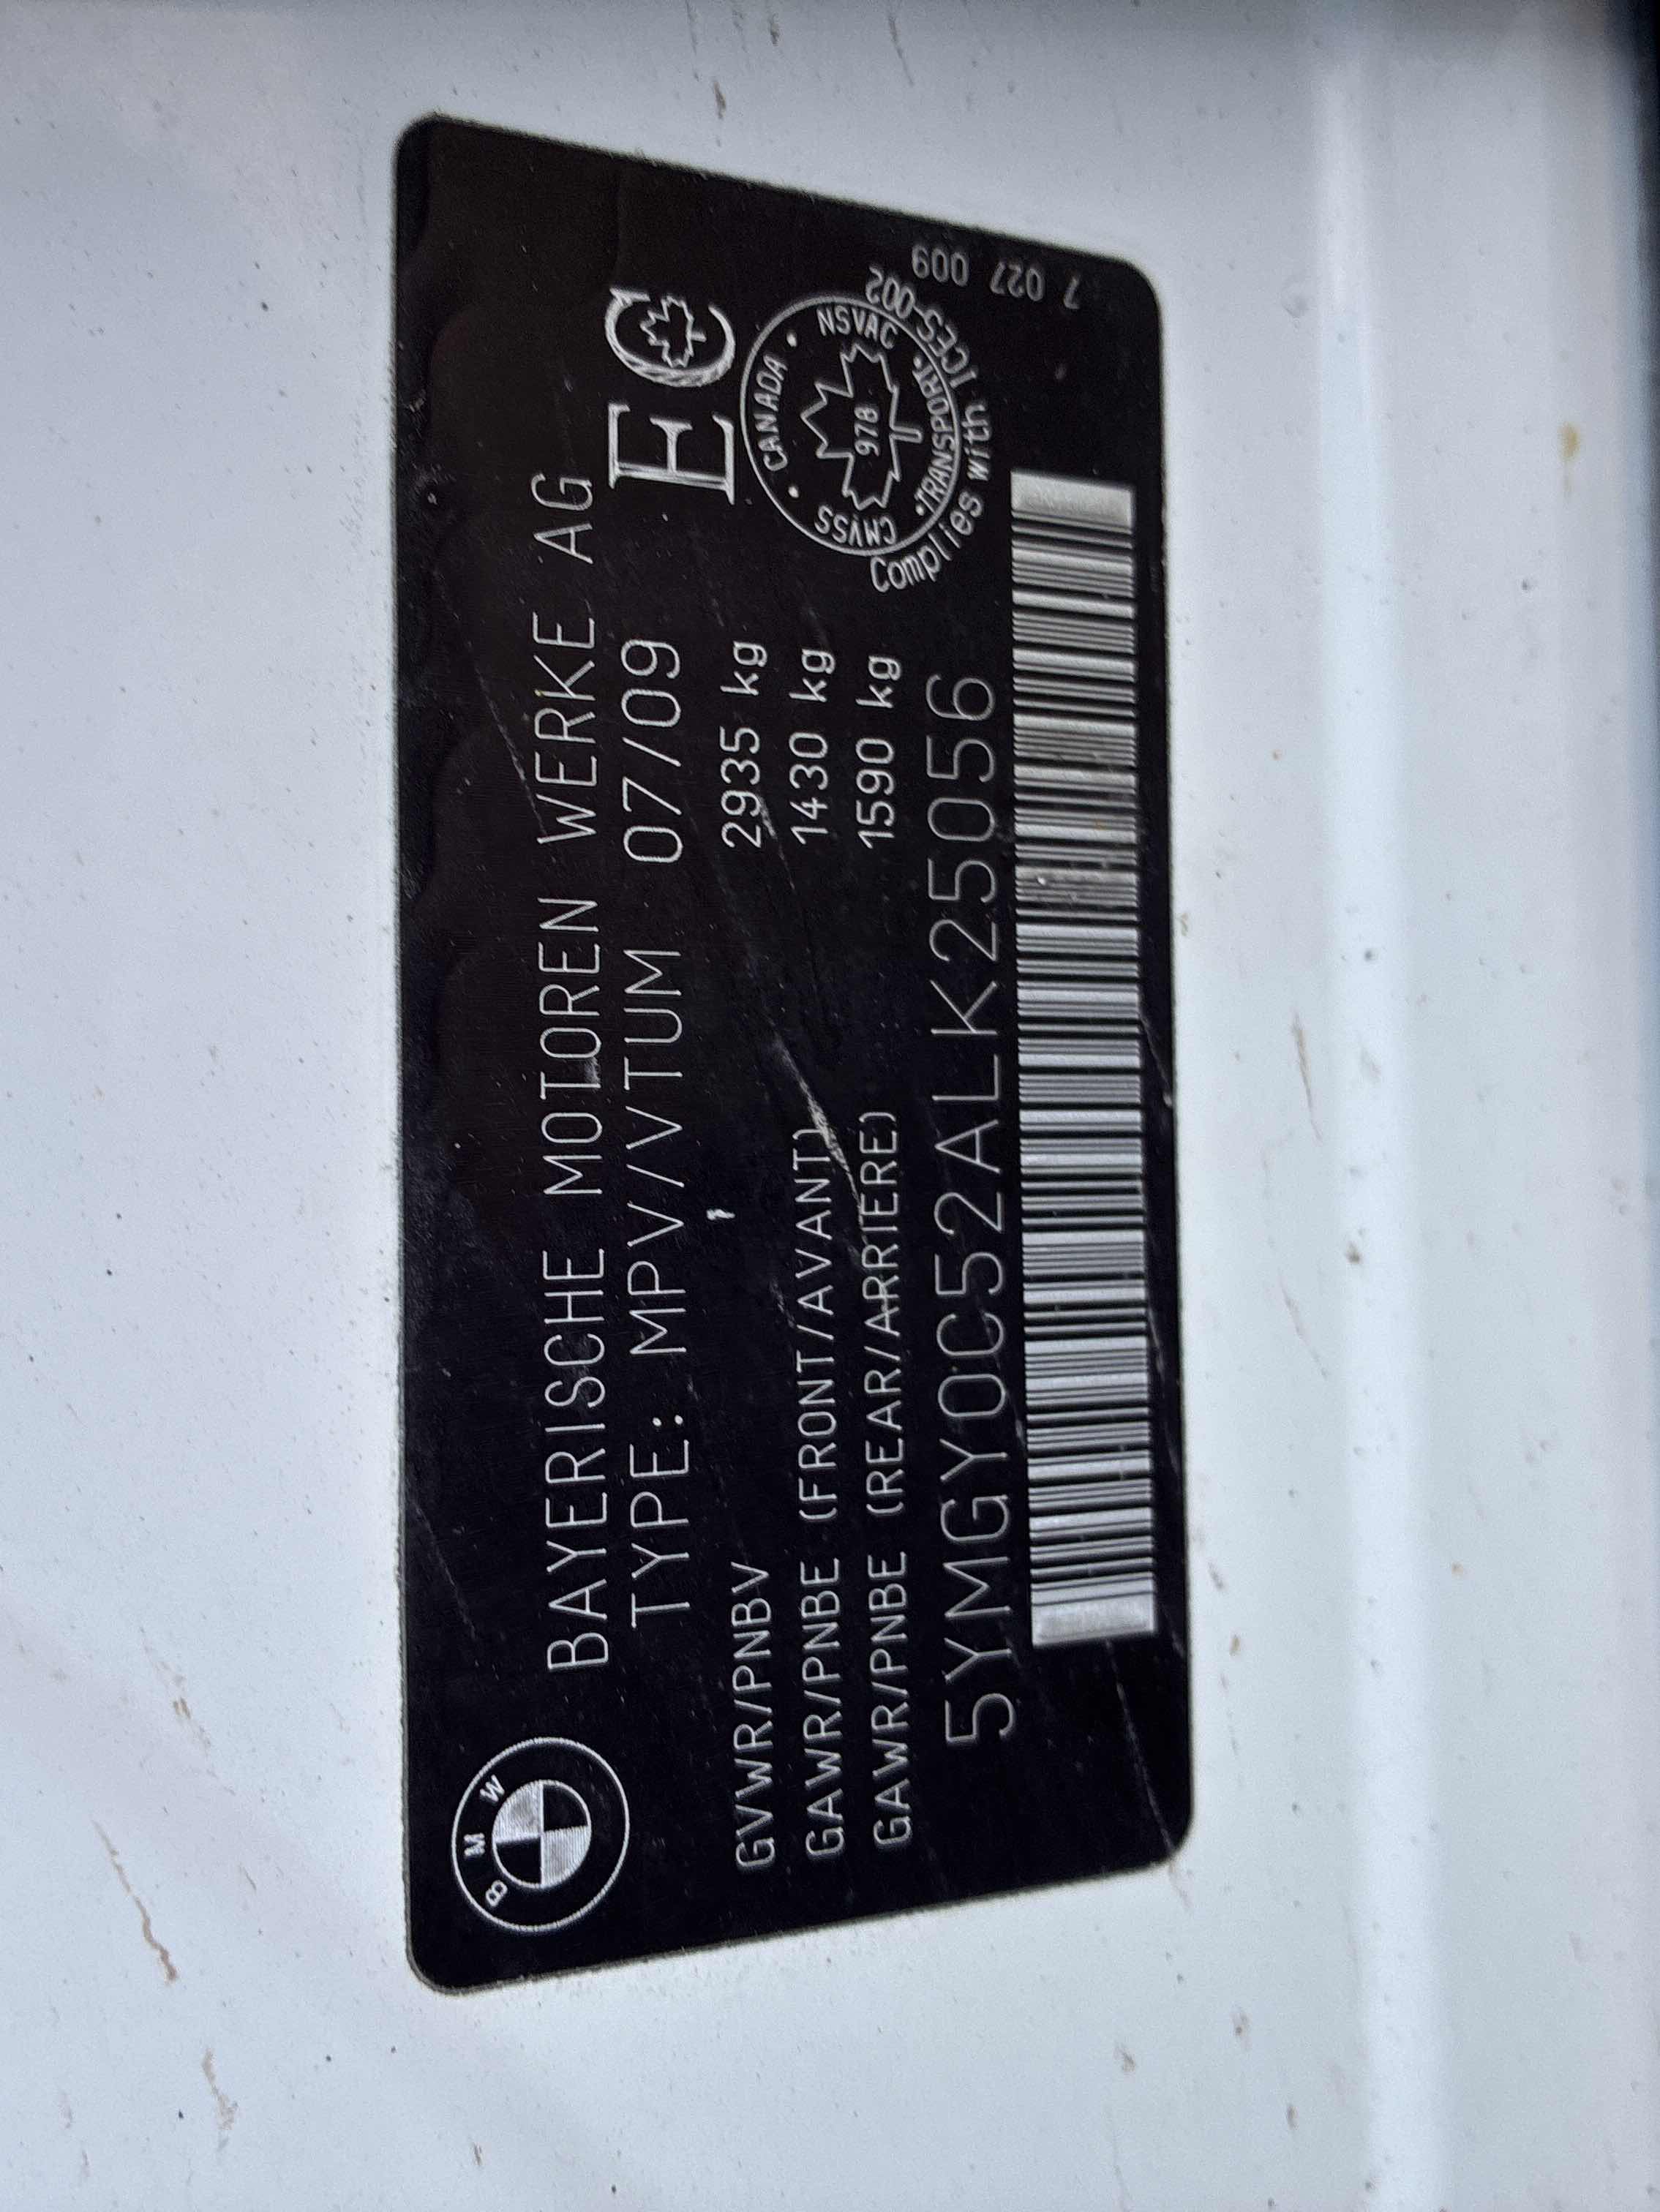 BMW
BAYERISCHE MOTOREN WERKE AG
TYPE: MPV/VTUM 07/09
EC
GVWR/PNBV 2935 kg
GAWR/PNBE (FRONT/AVANT) 1430 kg
GAWR/PNBE (REAR/ARRIERE) 1590 kg
CANADA
NSVAC
978
CMVSS
TRANSPORT
Complies with ICES-002
5YMGY0C52ALK25056
7 027 009